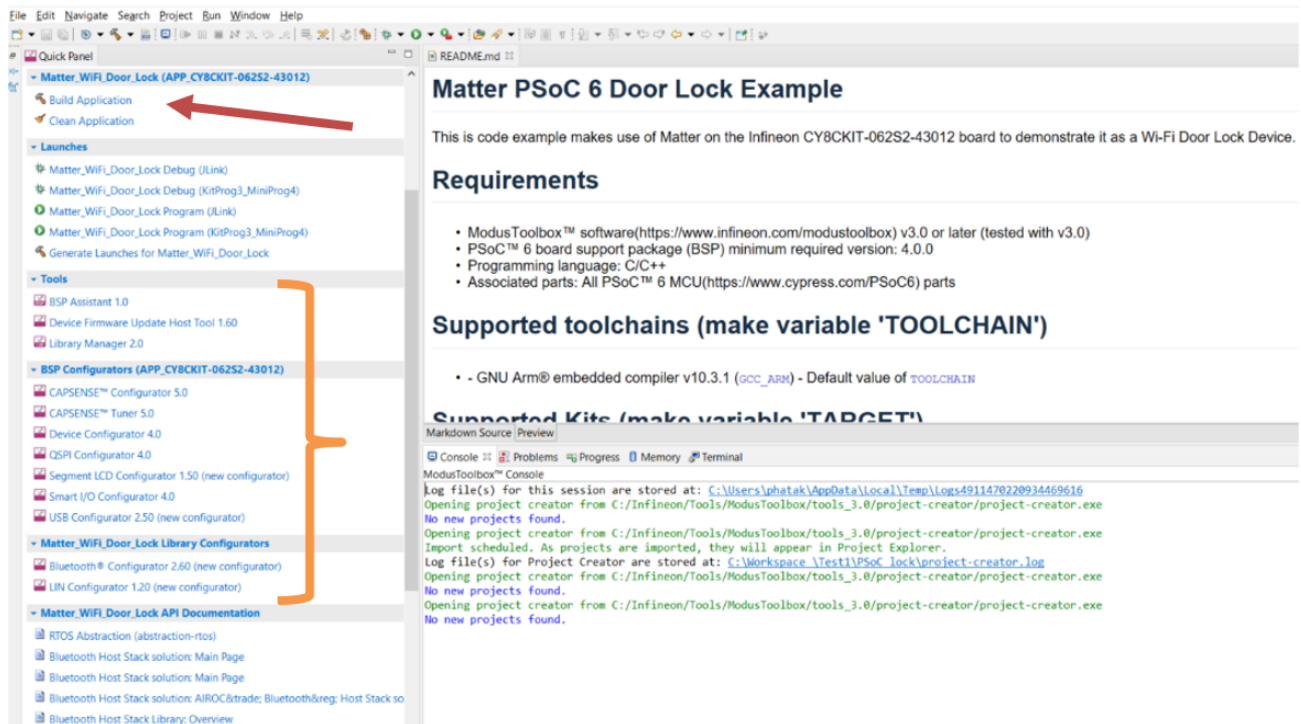 File Edit Navigate Search Project Run Window Help
Quick Panel
Matter_WiFi_Door_Lock (APP_CY8CKIT-062S2-43012)
Build Application
Clean Application
Launches
Matter_WiFi_Door_Lock Debug (JLink)
Matter_WiFi_Door_Lock Debug (KitProg3_MiniProg4)
Matter_WiFi_Door_Lock Program (JLink)
Matter_WiFi_Door_Lock Program (KitProg3_MiniProg4)
Generate Launches for Matter_WiFi_Door_Lock
Tools
BSP Assistant 1.0
Device Firmware Update Host Tool 1.60
Library Manager 2.0
BSP Configurators (APP_CY8CKIT-062S2-43012)
CAPSENSE™ Configurator 5.0
CAPSENSE™ Tuner 5.0
Device Configurator 4.0
QSPI Configurator 4.0
Segment LCD Configurator 1.50 (new configurator)
Smart I/O Configurator 4.0
USB Configurator 2.50 (new configurator)
Matter_WiFi_Door_Lock Library Configurators
Bluetooth® Configurator 2.60 (new configurator)
LIN Configurator 1.20 (new configurator)
Matter_WiFi_Door_Lock API Documentation
RTOS Abstraction (abstraction-rtos)
Bluetooth Host Stack solution: Main Page
Bluetooth Host Stack solution: Main Page
Bluetooth Host Stack solution: AIROC&trade; Bluetooth&reg; Host Stack so
Bluetooth Host Stack Library: Overview
README.md
Matter PSoC 6 Door Lock Example
This is code example makes use of Matter on the Infineon CY8CKIT-062S2-43012 board to demonstrate it as a Wi-Fi Door Lock Device.
Requirements
• ModusToolbox™ software(https://www.infineon.com/modustoolbox) v3.0 or later (tested with v3.0)
• PSoC™ 6 board support package (BSP) minimum required version: 4.0.0
• Programming language: C/C++
• Associated parts: All PSoC™ 6 MCU(https://www.cypress.com/PSoC6) parts
Supported toolchains (make variable 'TOOLCHAIN')
• - GNU Arm® embedded compiler v10.3.1 (GCC_ARM) - Default value of TOOLCHAIN
Supported Kits (make variable 'TARGET')
Markdown Source Preview
Console Problems Progress Memory Terminal
ModusToolbox™ Console
Log file(s) for this session are stored at: C:\Users\phatak\AppData\Local\Temp\Logs4911470220934469616
Opening project creator from C:/Infineon/Tools/ModusToolbox/tools_3.0/project-creator/project-creator.exe
No new projects found.
Opening project creator from C:/Infineon/Tools/ModusToolbox/tools_3.0/project-creator/project-creator.exe
Import scheduled. As projects are imported, they will appear in Project Explorer.
Log file(s) for Project Creator are stored at: C:\Workspace \Test1\PSoC lock\project-creator.log
Opening project creator from C:/Infineon/Tools/ModusToolbox/tools_3.0/project-creator/project-creator.exe
No new projects found.
Opening project creator from C:/Infineon/Tools/ModusToolbox/tools_3.0/project-creator/project-creator.exe
No new projects found.